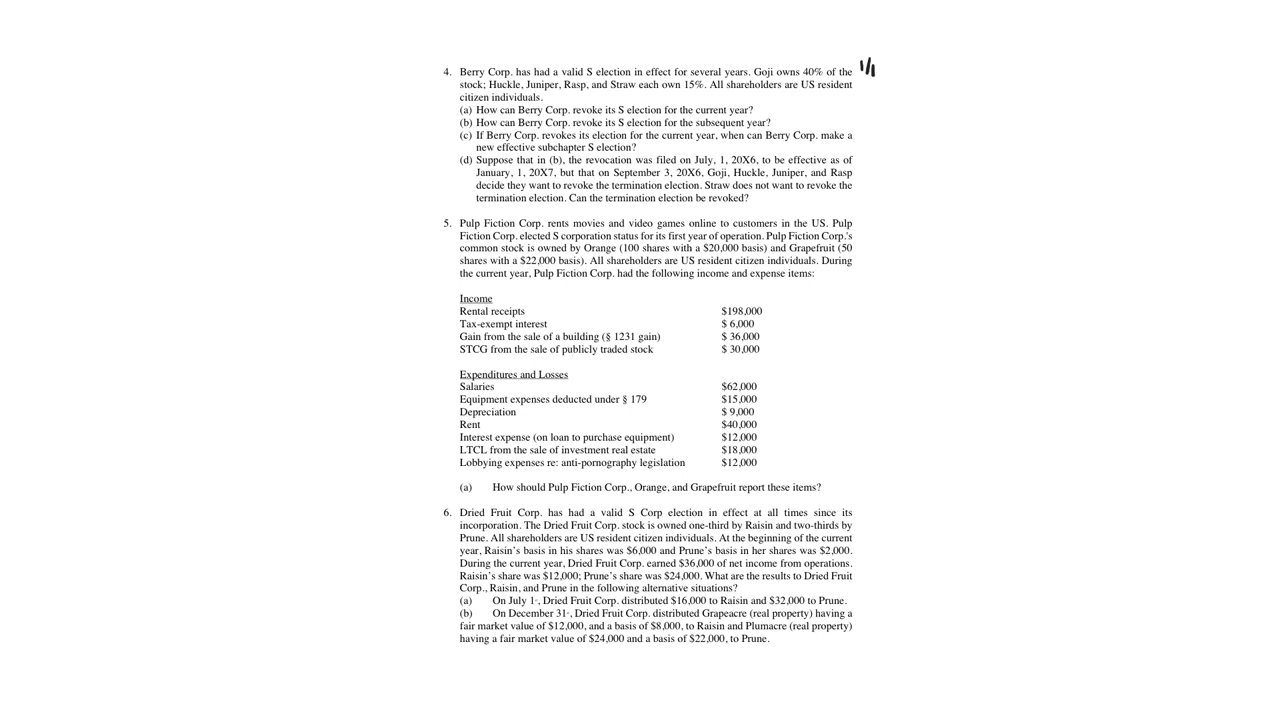 4. Berry Corp. has had a valid S election in effect for several years. Goji owns 40% of the
stock; Huckle, Juniper, Rasp, and Straw each own 15%. All shareholders are US resident
citizen individuals.
(a) How can Berry Corp. revoke its S election for the current year?
(b) How can Berry Corp. revoke its S election for the subsequent year?
(c) If Berry Corp. revokes its election for the current year, when can Berry Corp. make a
new effective subchapter S election?
(d) Suppose that in (b), the revocation was filed on July, 1, 20X6, to be effective as of
January, 1, 20X7, but that on September 3, 20X6, Goji, Huckle, Juniper, and Rasp
decide they want to revoke the termination election. Straw does not want to revoke the
termination election. Can the termination election be revoked?
5. Pulp Fiction Corp. rents movies and video games online to customers in the US. Pulp
Fiction Corp. elected S corporation status for its first year of operation. Pulp Fiction Corp.'s
common stock is owned by Orange (100 shares with a $20,000 basis) and Grapefruit (50
shares with a $22,000 basis). All shareholders are US resident citizen individuals. During
the current year, Pulp Fiction Corp. had the following income and expense items:
Income
Rental receipts $198,000
Tax-exempt interest $ 6,000
Gain from the sale of a building (§ 1231 gain) $ 36,000
STCG from the sale of publicly traded stock $ 30,000
Expenditures and Losses
Salaries $62,000
Equipment expenses deducted under § 179 $15,000
Depreciation $ 9,000
Rent $40,000
Interest expense (on loan to purchase equipment) $12,000
LTCL from the sale of investment real estate $18,000
Lobbying expenses re: anti-pornography legislation $12,000
(a) How should Pulp Fiction Corp., Orange, and Grapefruit report these items?
6. Dried Fruit Corp. has had a valid S Corp election in effect at all times since its
incorporation. The Dried Fruit Corp. stock is owned one-third by Raisin and two-thirds by
Prune. All shareholders are US resident citizen individuals. At the beginning of the current
year, Raisin's basis in his shares was $6,000 and Prune's basis in her shares was $2,000.
During the current year, Dried Fruit Corp. earned $36,000 of net income from operations.
Raisin's share was $12,000; Prune's share was $24,000. What are the results to Dried Fruit
Corp., Raisin, and Prune in the following alternative situations?
(a) On July 1, Dried Fruit Corp. distributed $16,000 to Raisin and $32,000 to Prune.
(b) On December 31, Dried Fruit Corp. distributed Grapeacre (real property) having a
fair market value of $12,000, and a basis of $8,000, to Raisin and Plumacre (real property)
having a fair market value of $24,000 and a basis of $22,000, to Prune.